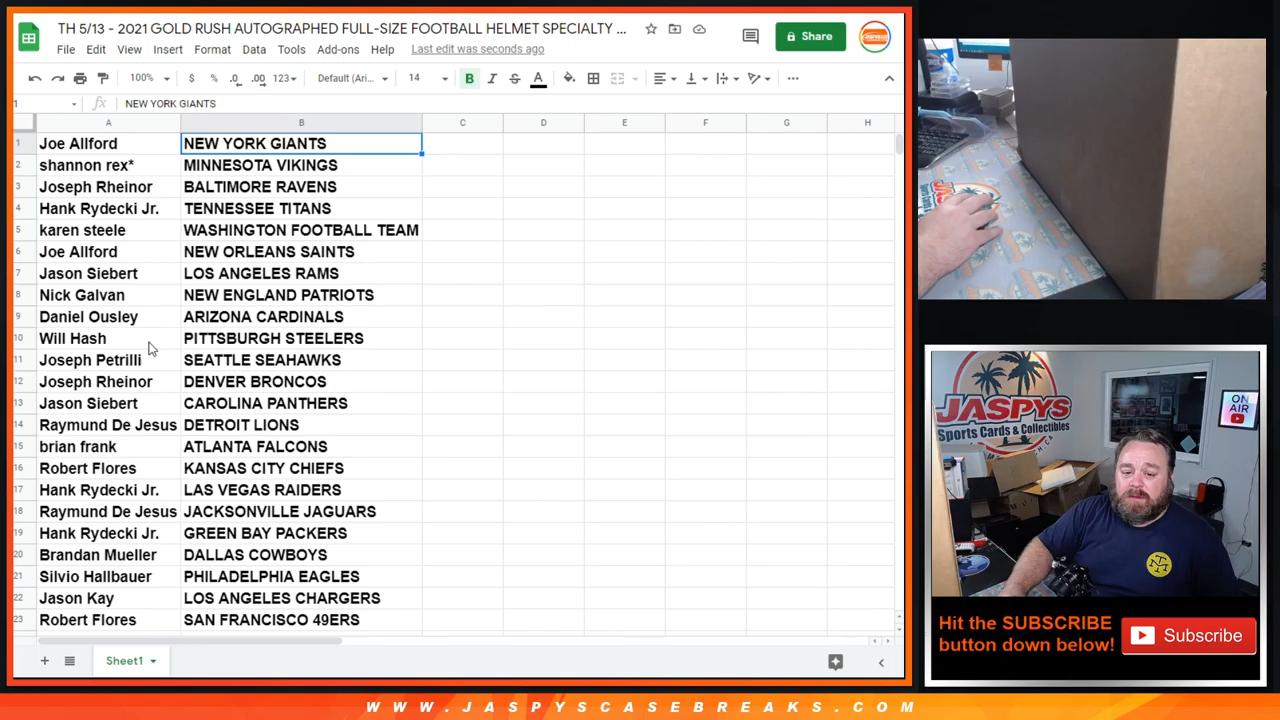 TH 5/13 - 2021 GOLD RUSH AUTOGRAPHED FULL-SIZE FOOTBALL HELMET SPECIALTY ...
File Edit View Insert Format Data Tools Add-ons Help Last edit was seconds ago
Share
100% $ % .0 .00 123 Default (Ari... 14 B I S A
1 fx NEW YORK GIANTS
A B C D E F G H
1 Joe Allford NEW YORK GIANTS
2 shannon rex* MINNESOTA VIKINGS
3 Joseph Rheinor BALTIMORE RAVENS
4 Hank Rydecki Jr. TENNESSEE TITANS
5 karen steele WASHINGTON FOOTBALL TEAM
6 Joe Allford NEW ORLEANS SAINTS
7 Jason Siebert LOS ANGELES RAMS
8 Nick Galvan NEW ENGLAND PATRIOTS
9 Daniel Ousley ARIZONA CARDINALS
10 Will Hash PITTSBURGH STEELERS
11 Joseph Petrilli SEATTLE SEAHAWKS
12 Joseph Rheinor DENVER BRONCOS
13 Jason Siebert CAROLINA PANTHERS
14 Raymund De Jesus DETROIT LIONS
15 brian frank ATLANTA FALCONS
16 Robert Flores KANSAS CITY CHIEFS
17 Hank Rydecki Jr. LAS VEGAS RAIDERS
18 Raymund De Jesus JACKSONVILLE JAGUARS
19 Hank Rydecki Jr. GREEN BAY PACKERS
20 Brandan Mueller DALLAS COWBOYS
21 Silvio Hallbauer PHILADELPHIA EAGLES
22 Jason Kay LOS ANGELES CHARGERS
23 Robert Flores SAN FRANCISCO 49ERS
Sheet1
JASPYS
Sports Cards & Collectibles
ON
AIR
Hit the SUBSCRIBE
button down below!
Subscribe
WWW.JASPYSCASEBREAKS.COM